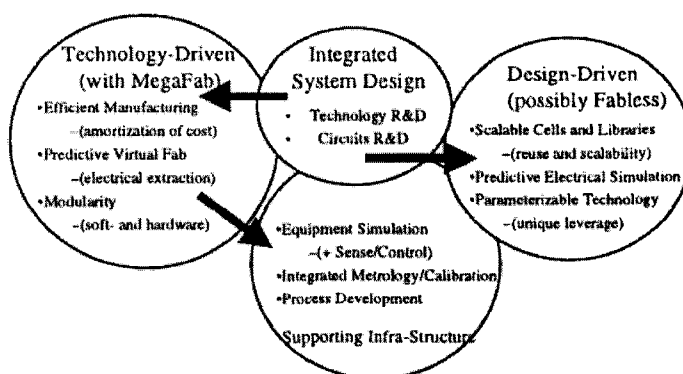 Technology-Driven
(with MegaFab)
•Efficient Manufacturing
–(amortization of cost)
•Predictive Virtual Fab
–(electrical extraction)
•Modularity
–(soft- and hardware)
Integrated
System Design
• Technology R&D
• Circuits R&D
Design-Driven
(possibly Fabless)
•Scalable Cells and Libraries
–(reuse and scalability)
•Predictive Electrical Simulation
•Parameterizable Technology
–(unique leverage)
•Equipment Simulation
–(+ Sense/Control)
•Integrated Metrology/Calibration
•Process Development
Supporting Infra-Structure